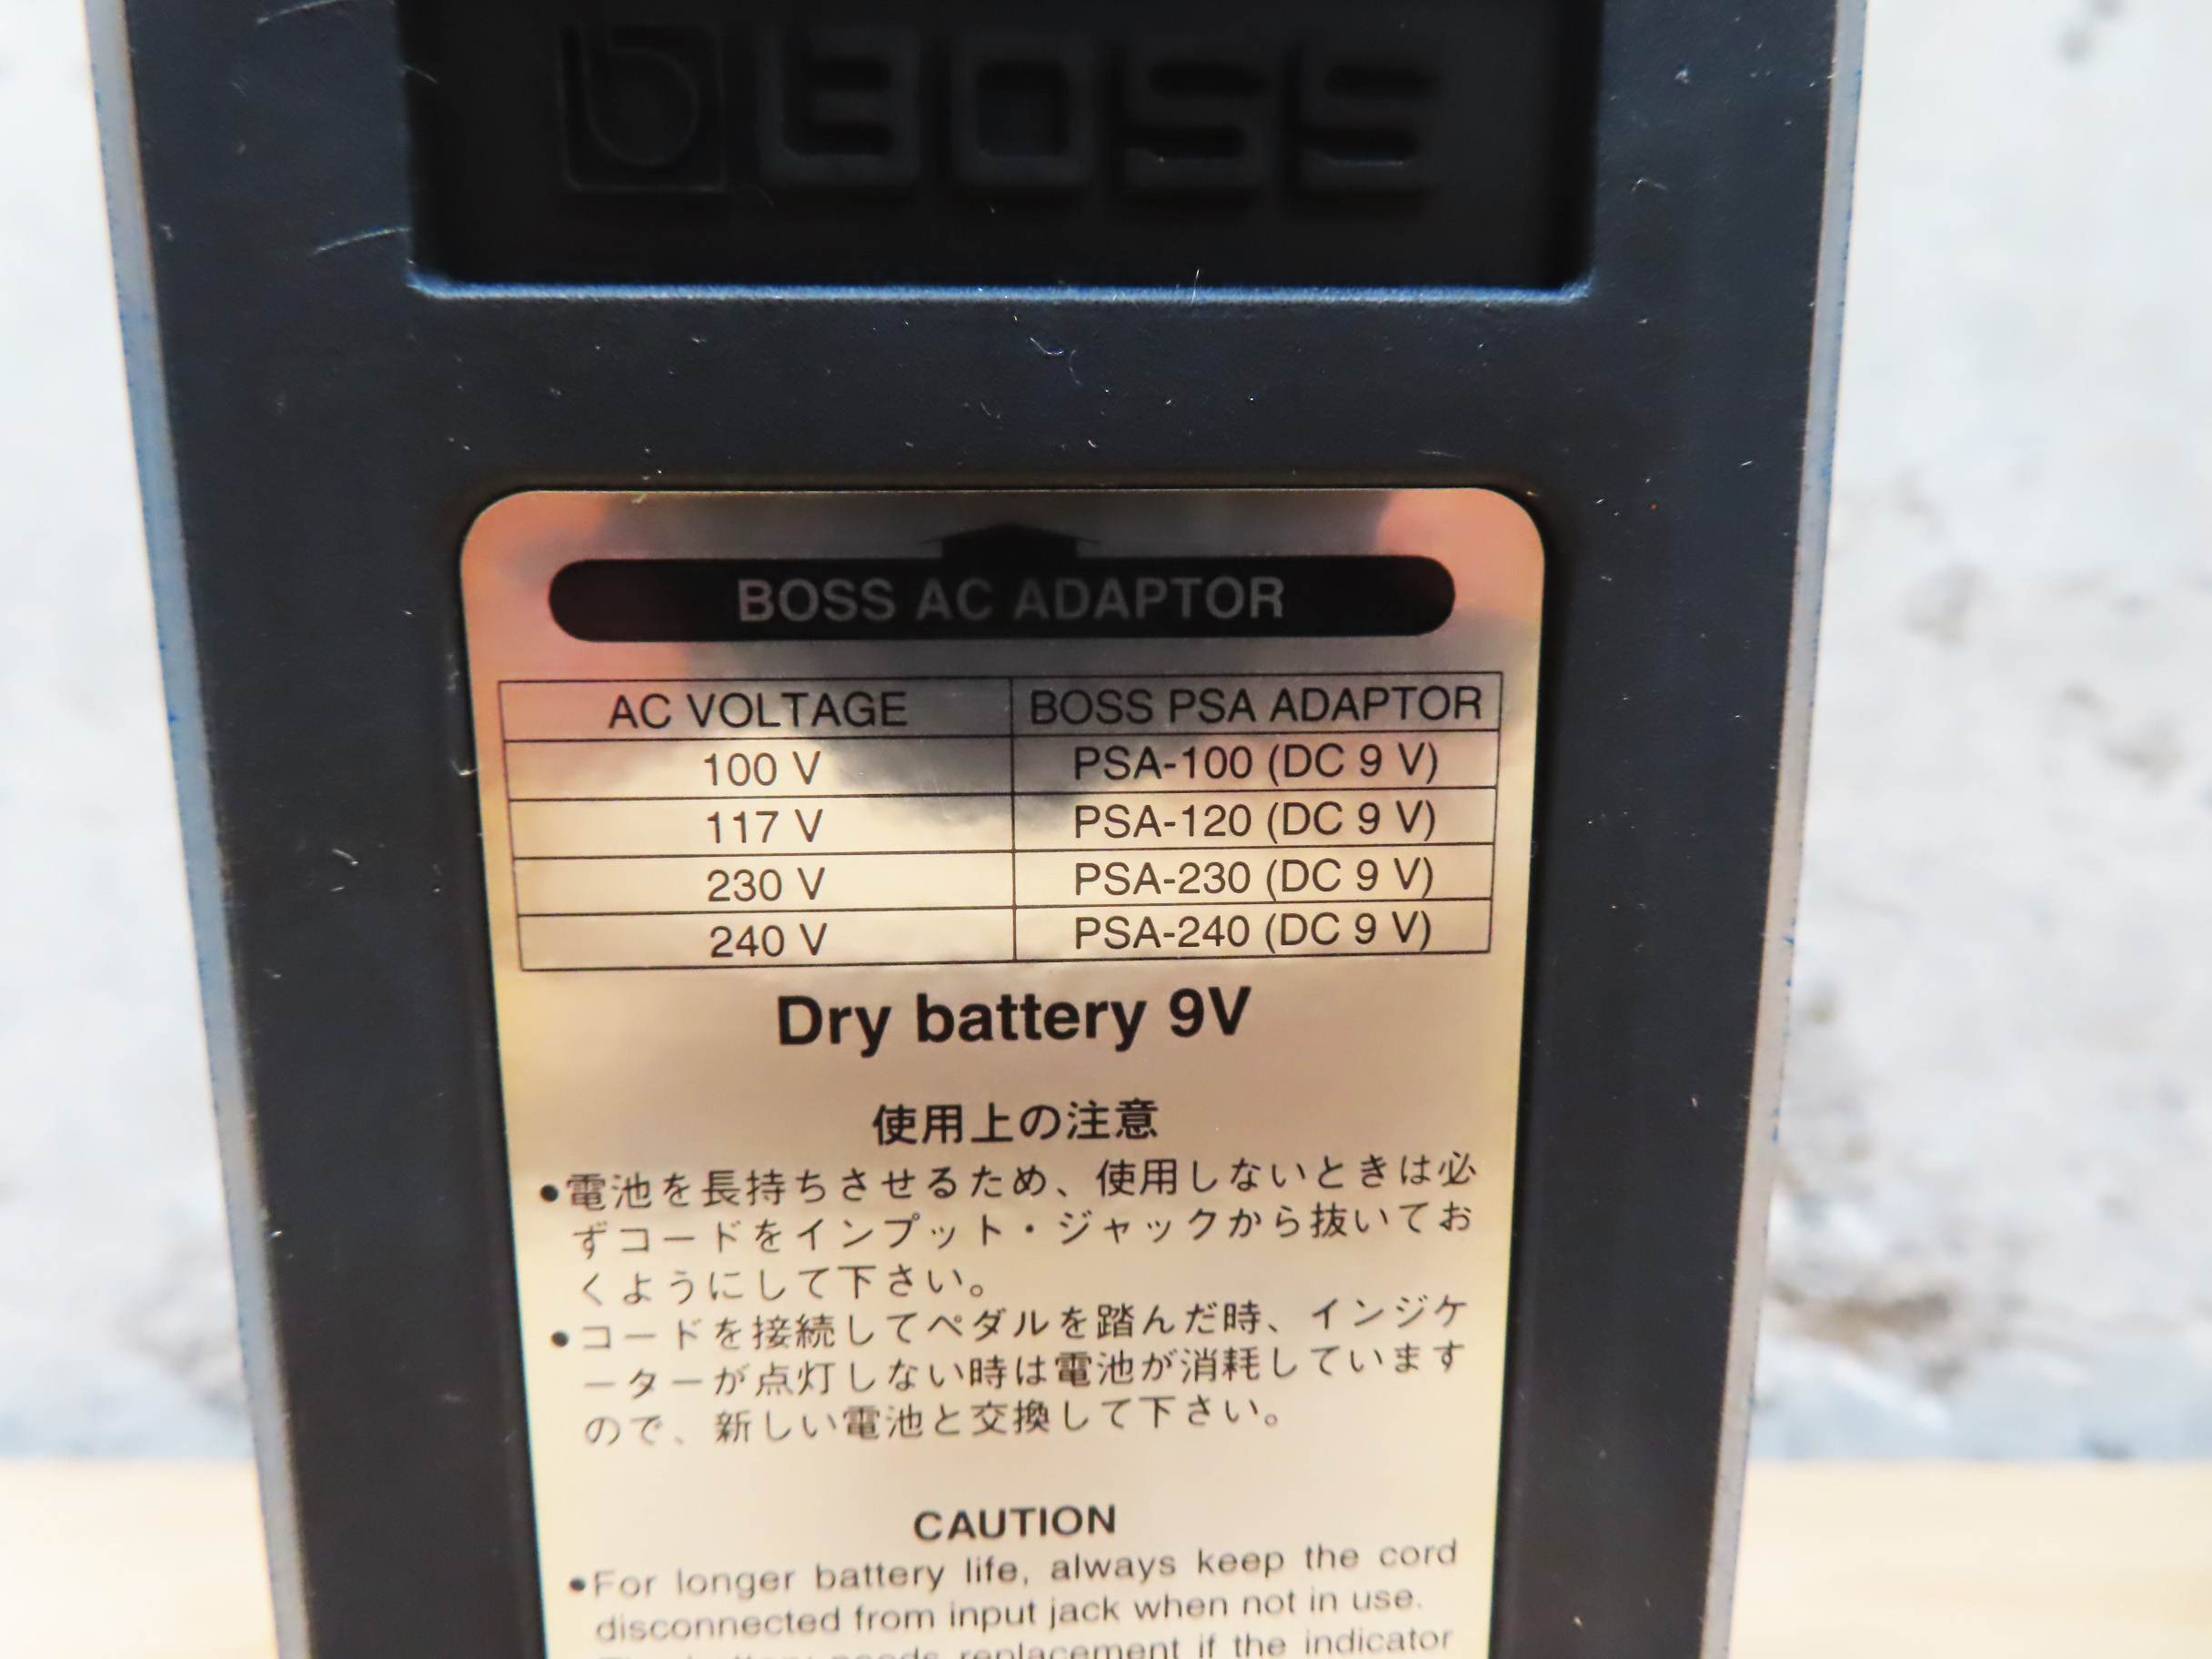 BOSS
BOSS AC ADAPTOR
AC VOLTAGE BOSS PSA ADAPTOR
100 V PSA-100 (DC 9 V)
117 V PSA-120 (DC 9 V)
230 V PSA-230 (DC 9 V)
240 V PSA-240 (DC 9 V)
Dry battery 9V
使用上の注意
●電池を長持ちさせるため、使用しないときは必
ずコードをインプット・ジャックから抜いてお
くようにして下さい。
●コードを接続してペダルを踏んだ時、インジケ
ーターが点灯しない時は電池が消耗しています
ので、新しい電池と交換して下さい。
CAUTION
●For longer battery life, always keep the cord
disconnected from input jack when not in use.
needs replacement if the indicator